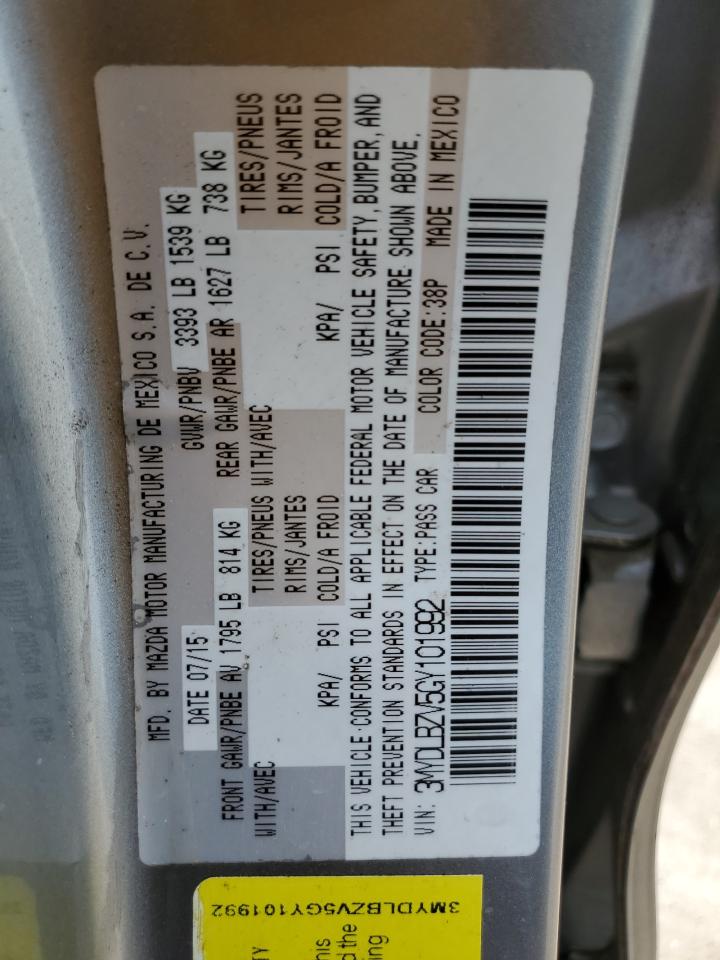 MFD. BY MAZDA MOTOR MANUFACTURING DE MEXICO S.A. DE C.V.
DATE 07/15 GVWR/PNBV 3393 LB 1539 KG
FRONT GAWR/PNBE AV 1795 LB 814 KG REAR GAWR/PNBE AR 1627 LB 738 KG
WITH/AVEC TIRES/PNEUS WITH/AVEC TIRES/PNEUS
RIMS/JANTES RIMS/JANTES
KPA/ PSI COLD/A FROID KPA/ PSI COLD/A FROID
THIS VEHICLE CONFORMS TO ALL APPLICABLE FEDERAL MOTOR VEHICLE SAFETY, BUMPER, AND
THEFT PREVENTION STANDARDS IN EFFECT ON THE DATE OF MANUFACTURE SHOWN ABOVE.
VIN: 3MYDLBZV5GY101992 TYPE:PASS CAR COLOR CODE:38P MADE IN MEXICO
3MYDLBZV5GY101992